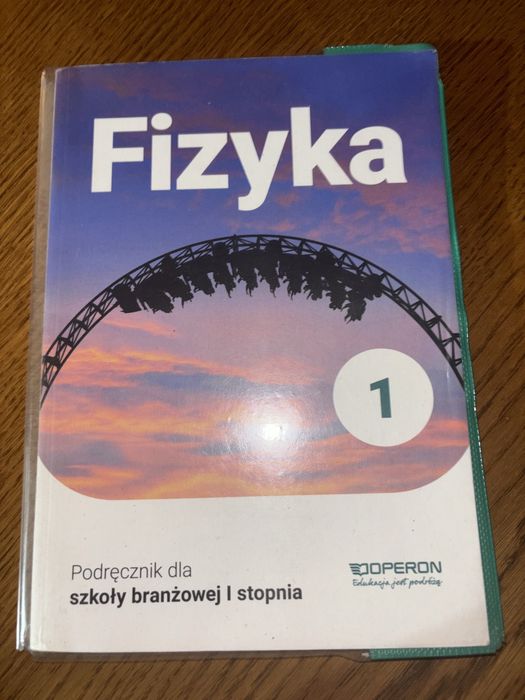 Fizyka
1
Podręcznik dla
szkoły branżowej I stopnia
OPERON
Edukacja jest podróżą